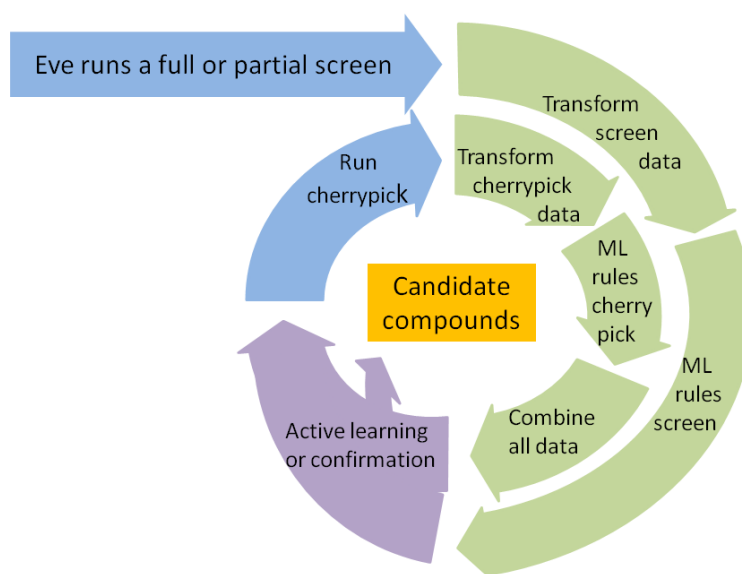 Eve runs a full or partial screen
Transform
screen
data
Transform
cherrypick
data
Run
cherrypick
ML
rules
cherry
pick
Candidate
compounds
ML
rules
screen
Combine
all data
Active learning
or confirmation